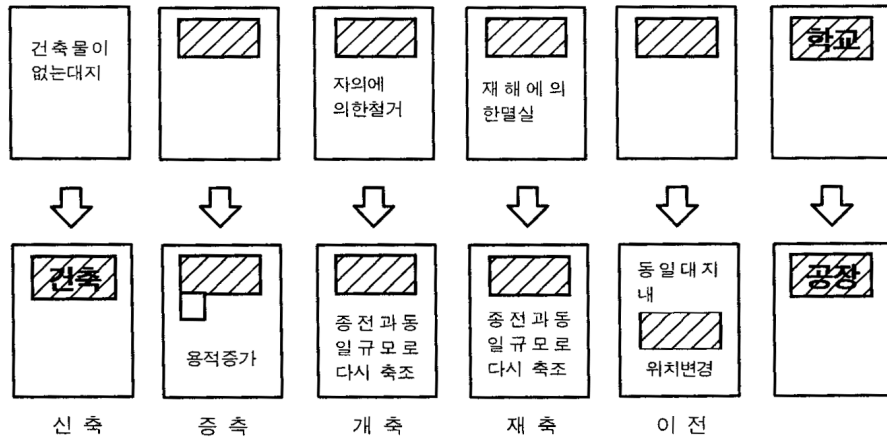 건축물이
없는대지
자의에
의한철거
재해에의
한멸실
학교
건축
용적증가
종전과동
일규모로
다시 축조
종전과동
일규모로
다시 축조
동일대지
내
위치변경
공장
신 축
증 측
개 축
재 축
이 전